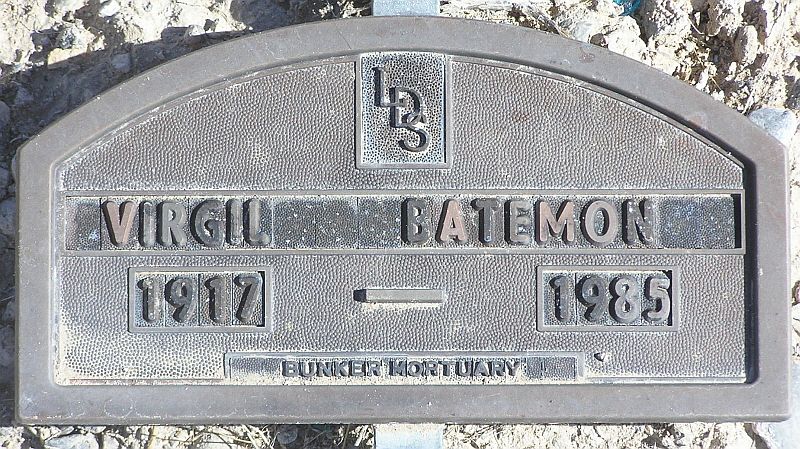 LDS
VIRGIL BATEMON
1917 — 1985
BUNKER MORTUARY